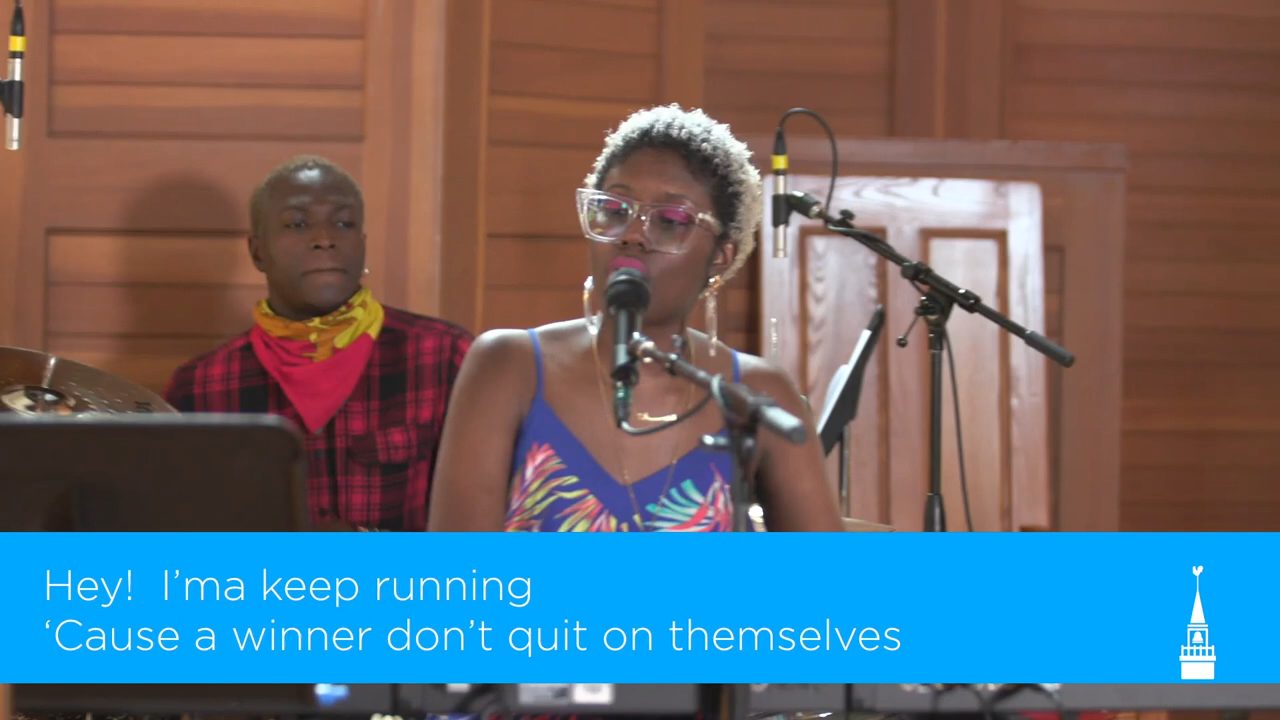 Hey!  I’ma keep running
‘Cause a winner don’t quit on themselves